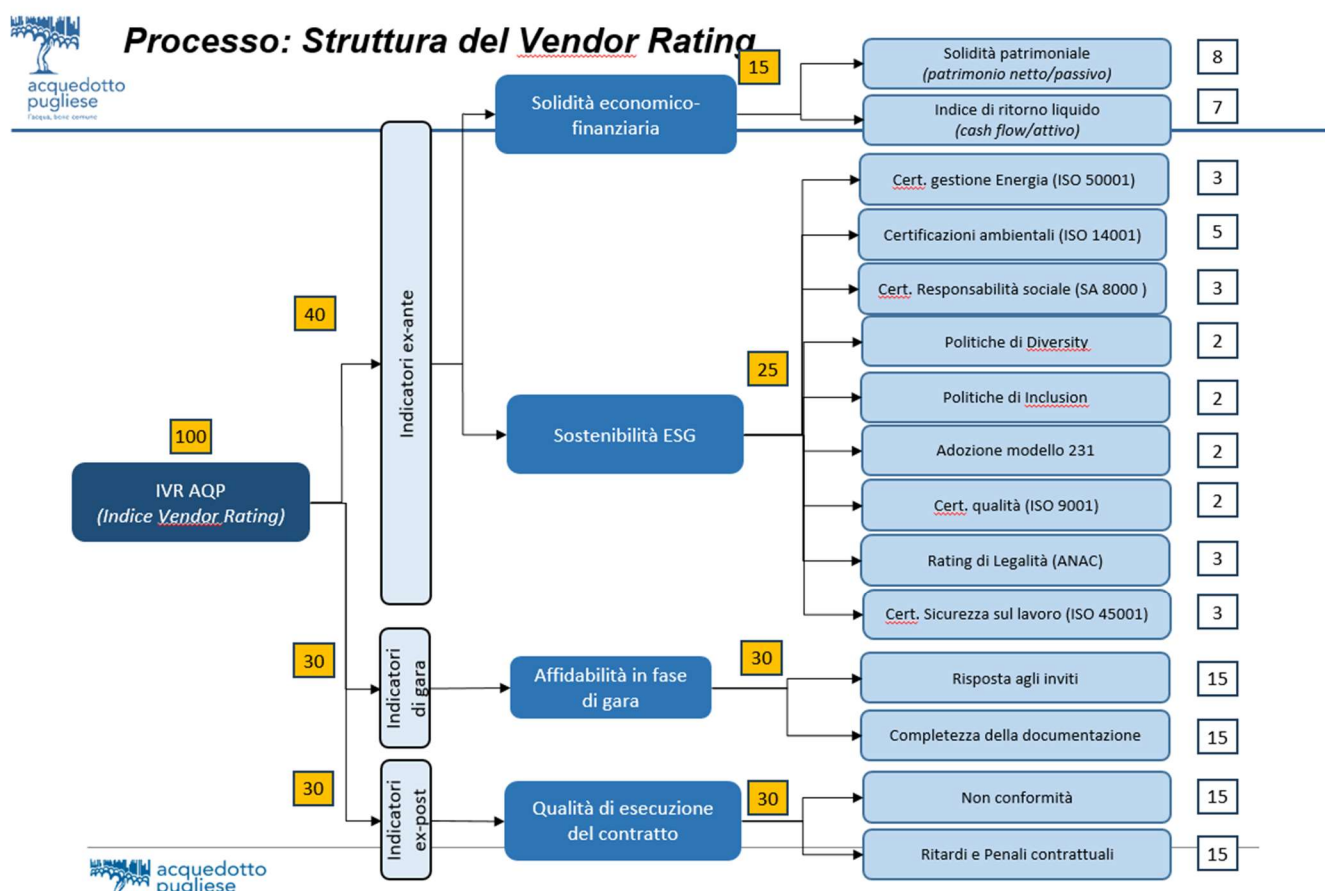 Processo: Struttura del Vendor Rating
acquedotto
pugliese
l'acqua, bene comune
IVR AQP
(Indice Vendor Rating)
100
40
Indicatori ex-ante
15
Solidità economico-
finanziaria
Solidità patrimoniale
(patrimonio netto/passivo)
8
Indice di ritorno liquido
(cash flow/attivo)
7
25
Sostenibilità ESG
Cert. gestione Energia (ISO 50001)
3
Certificazioni ambientali (ISO 14001)
5
Cert. Responsabilità sociale (SA 8000 )
3
Politiche di Diversity
2
Politiche di Inclusion
2
Adozione modello 231
2
Cert. qualità (ISO 9001)
2
Rating di Legalità (ANAC)
3
Cert. Sicurezza sul lavoro (ISO 45001)
3
30
Indicatori
di gara
Affidabilità in fase
di gara
30
Risposta agli inviti
15
Completezza della documentazione
15
30
Indicatori
ex-post
Qualità di esecuzione
del contratto
30
Non conformità
15
Ritardi e Penali contrattuali
15
acquedotto
pugliese